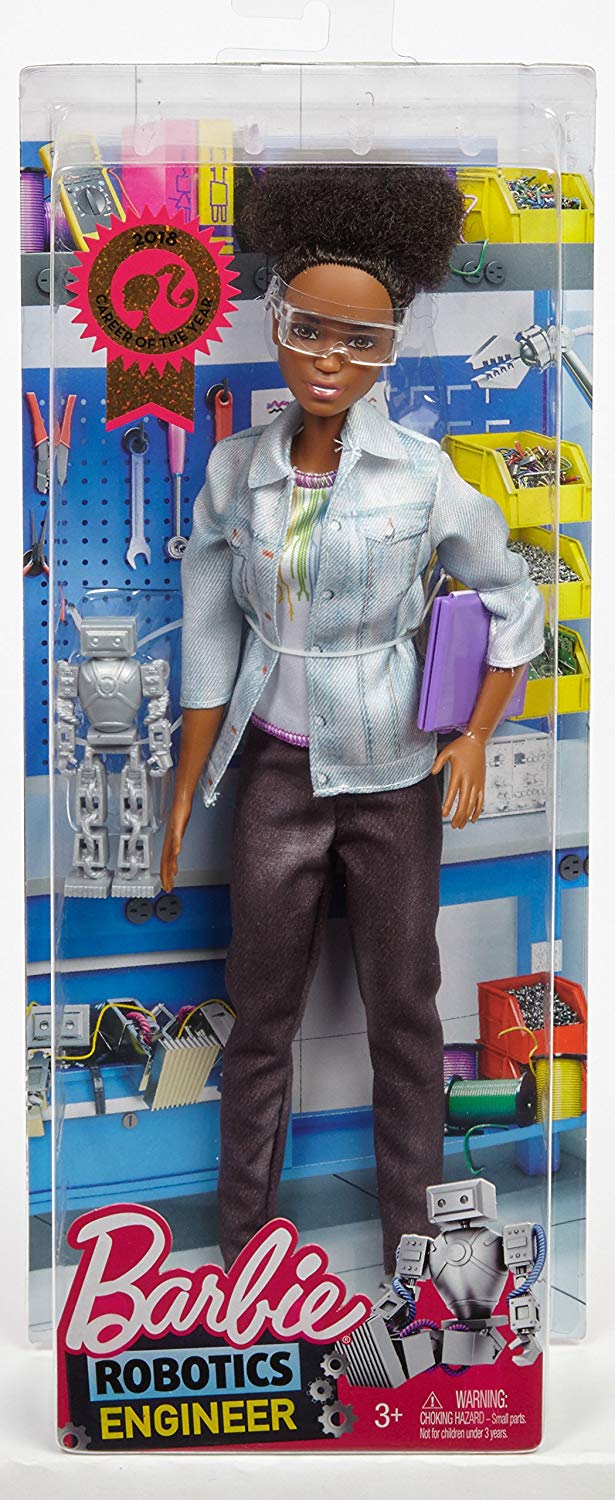 2018
CAREER OF THE YEAR
Barbie®
ROBOTICS
ENGINEER
3+
WARNING:
CHOKING HAZARD – Small parts.
Not for children under 3 years.